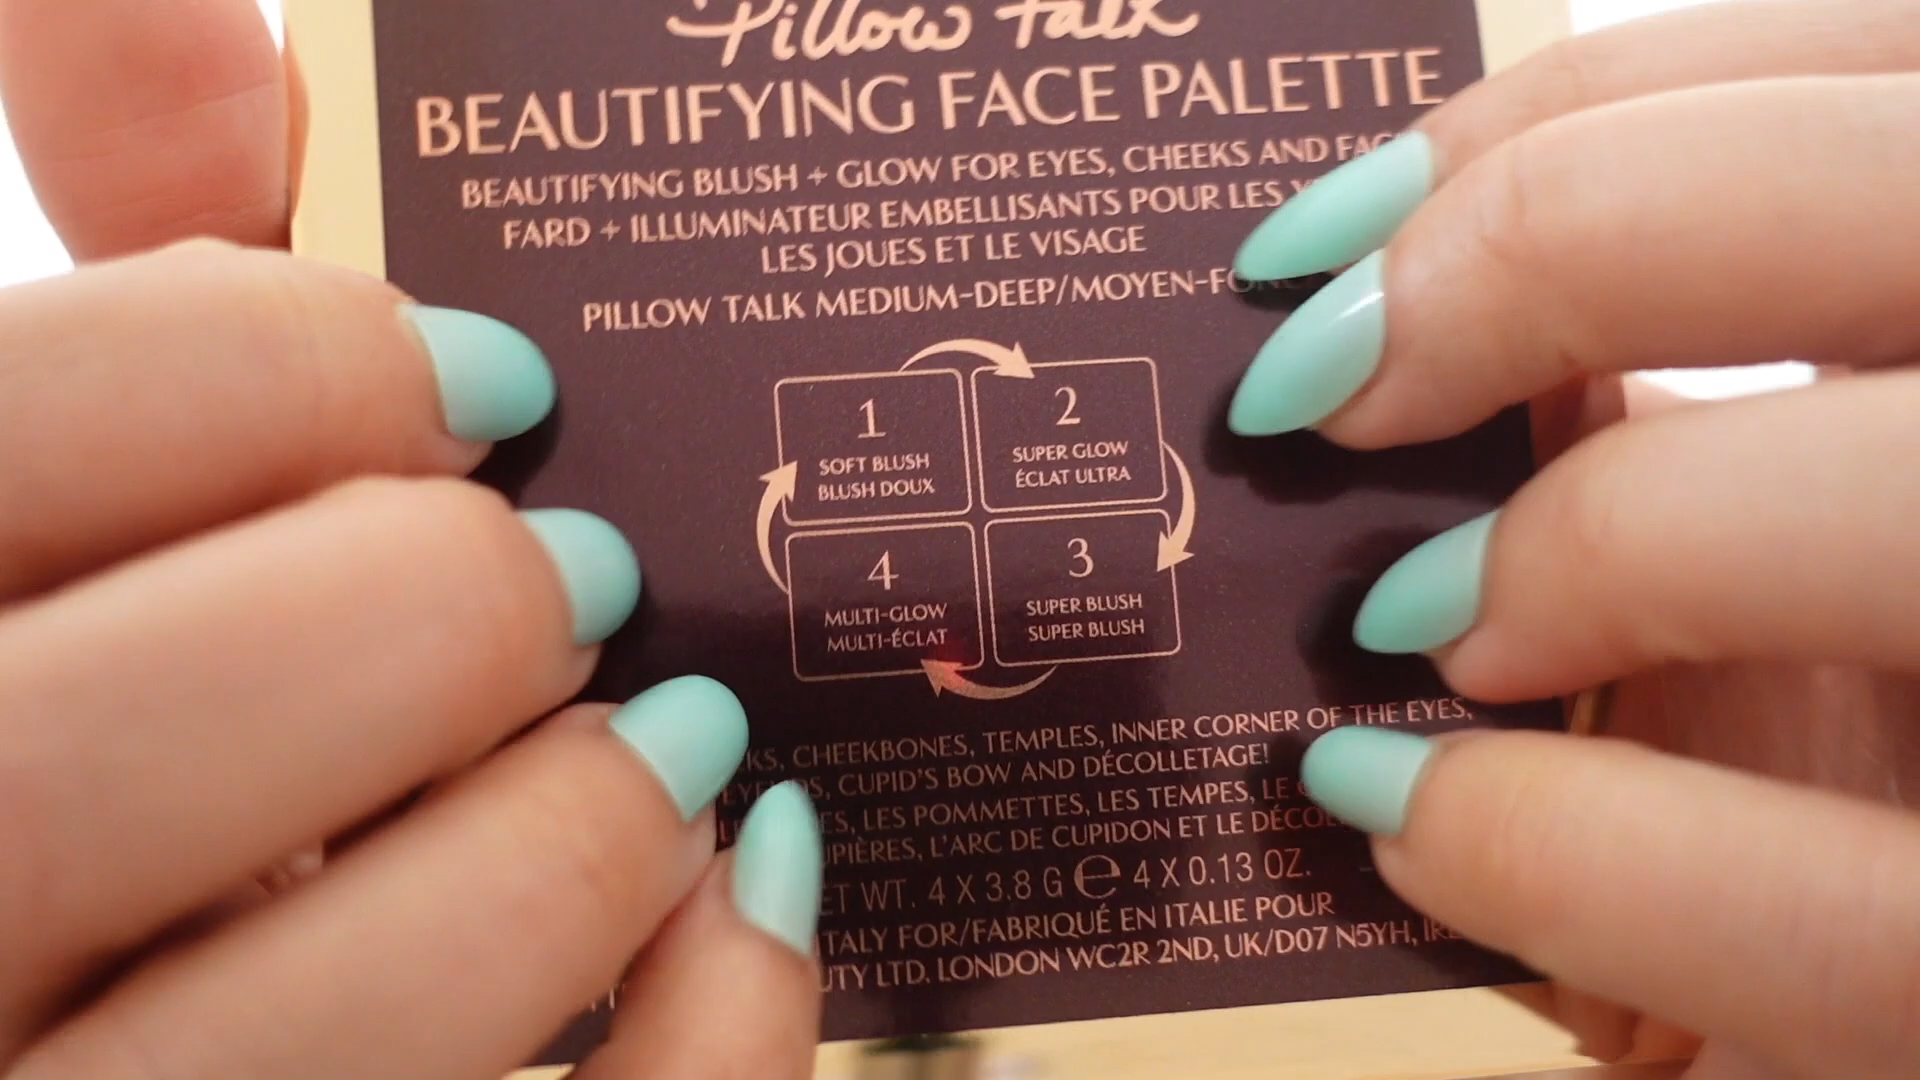 Pillow Talk
BEAUTIFYING FACE PALETTE
BEAUTIFYING BLUSH + GLOW FOR EYES, CHEEKS AND
FARD + ILLUMINATEUR EMBELLISANTS POUR LES
LES JOUES ET LE VISAGE
PILLOW TALK MEDIUM-DEEP/MOYEN-
1
SOFT BLUSH
BLUSH DOUX
2
SUPER GLOW
ÉCLAT ULTRA
4
MULTI-GLOW
MULTI-ÉCLAT
3
SUPER BLUSH
SUPER BLUSH
CHEEKBONES, TEMPLES, INNER CORNER OF THE EYES,
CUPID'S BOW AND DÉCOLLETAGE!
LES POMMETTES, LES TEMPES, LE
L'ARC DE CUPIDON ET LE
WT. 4 X 3.8 G e 4 X 0.13 OZ.
ITALY FOR/FABRIQUÉ EN ITALIE POUR
LTD. LONDON WC2R 2ND, UK/D07 N5YH,